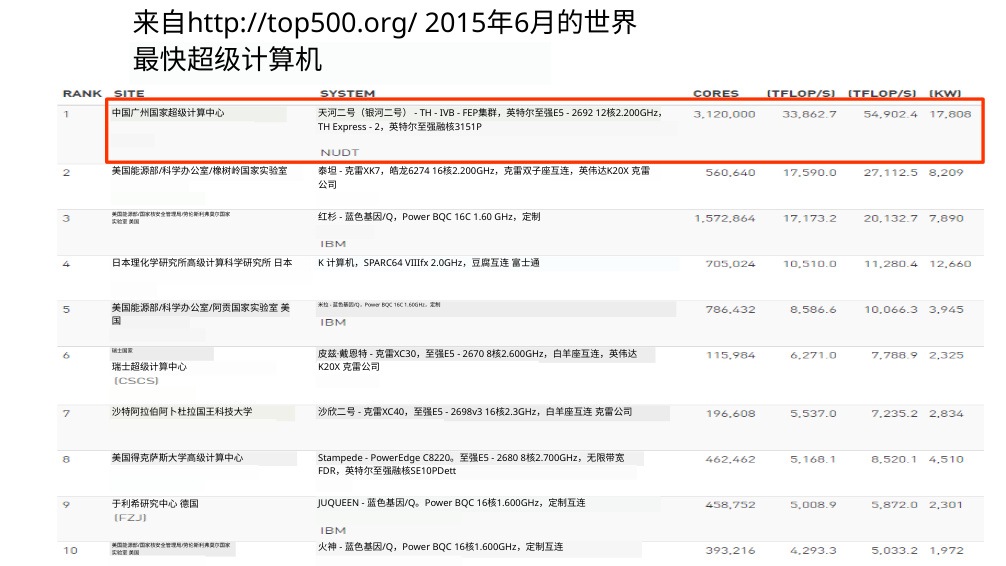 来自http://top500.org/ 2015年6月的世界
最快超级计算机
RANK SITE SYSTEM CORES (TFLOP/S) (TFLOP/S) (KW)
1 中国广州国家超级计算中心 天河二号（银河二号） - TH - IVB - FEP集群，英特尔至强E5 - 2692 12核2.200GHz， 3,120,000 33,862.7 54,902.4 17,808
TH Express - 2，英特尔至强融核3151P
NUDT
2 美国能源部/科学办公室/橡树岭国家实验室 泰坦 - 克雷XK7，皓龙6274 16核2.200GHz，克雷双子座互连，英伟达K20X 克雷 560,640 17,590.0 27,112.5 8,209
公司
3 美国能源部/国家核安全管理局/劳伦斯利弗莫尔国家 红杉 - 蓝色基因/Q，Power BQC 16C 1.60 GHz，定制 1,572,864 17,173.2 20,132.7 7,890
实验室 美国
IBM
4 日本理化学研究所高级计算科学研究所 日本 K 计算机，SPARC64 VIIIfx 2.0GHz，豆腐互连 富士通 705,024 10,510.0 11,280.4 12,660
5 美国能源部/科学办公室/阿贡国家实验室 美 米拉 - 蓝色基因/Q，Power BQC 16C 1.60GHz，定制 786,432 8,586.6 10,066.3 3,945
国 IBM
6 瑞士国家 皮兹·戴恩特 - 克雷XC30，至强E5 - 2670 8核2.600GHz，白羊座互连，英伟达 115,984 6,271.0 7,788.9 2,325
瑞士超级计算中心 K20X 克雷公司
(CSCS)
7 沙特阿拉伯阿卜杜拉国王科技大学 沙欣二号 - 克雷XC40，至强E5 - 2698v3 16核2.3GHz，白羊座互连 克雷公司 196,608 5,537.0 7,235.2 2,834
8 美国得克萨斯大学高级计算中心 Stampede - PowerEdge C8220。至强E5 - 2680 8核2.700GHz，无限带宽 462,462 5,168.1 8,520.1 4,510
FDR，英特尔至强融核SE10PDett
9 于利希研究中心 德国 JUQUEEN - 蓝色基因/Q。Power BQC 16核1.600GHz，定制互连 458,752 5,008.9 5,872.0 2,301
(FZJ)
IBM
10 美国能源部/国家核安全管理局/劳伦斯利弗莫尔国家 火神 - 蓝色基因/Q，Power BQC 16核1.600GHz，定制互连 393,216 4,293.3 5,033.2 1,972
实验室 美国